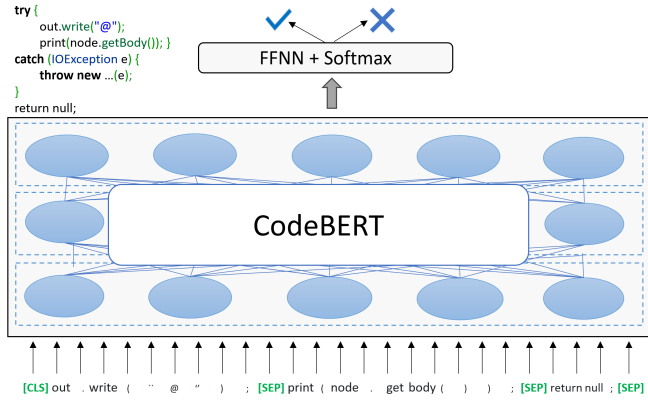 try {
out.write("@");
print(node.getBody()); }
catch (IOException e) {
throw new ...(e);
}
return null;
FFNN + Softmax
CodeBERT
[CLS] out . write ( `` @ '' ) ; [SEP] print ( node . get body ( ) ) ; [SEP] return null ; [SEP]